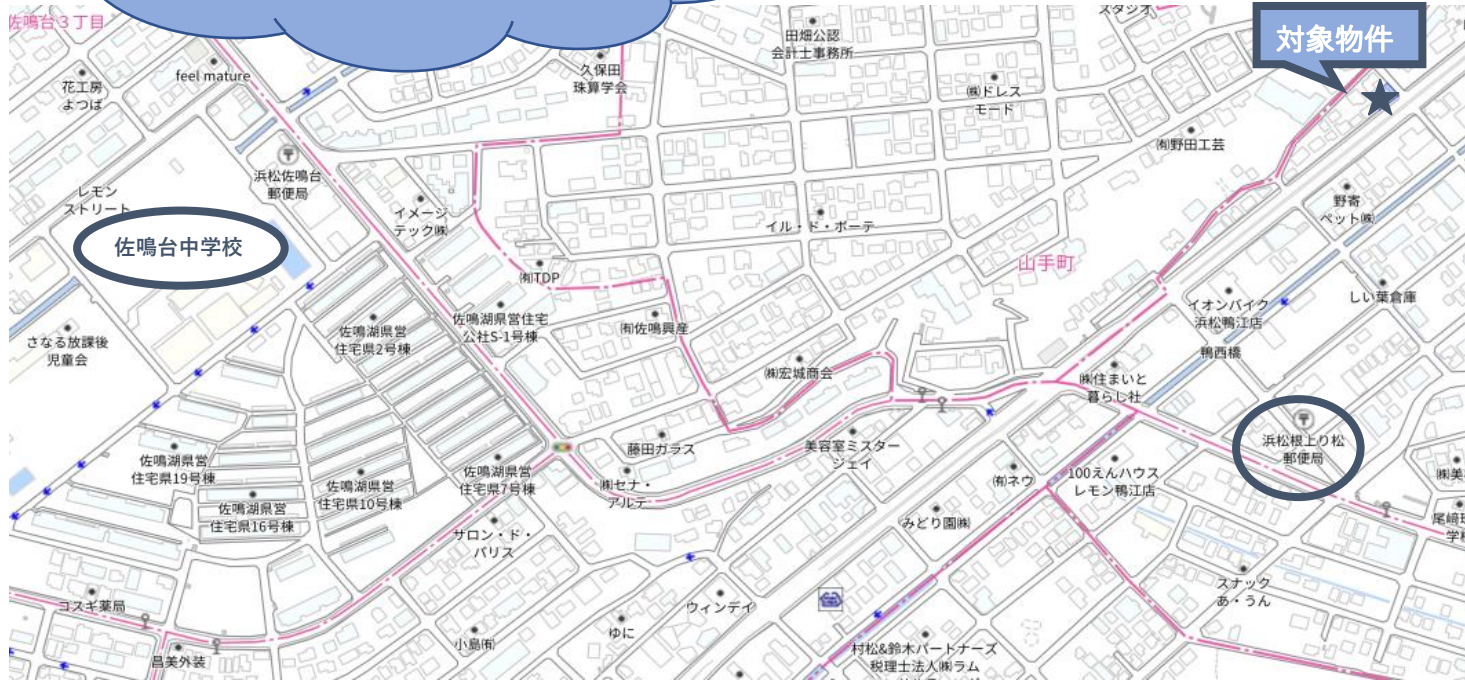 佐鳴台３丁目
スタジオ
対象物件
田畑公認
会計士事務所
feel mature
久保田
珠算学会
花工房
よつば
㈱ドレス
モード
㈲野田工芸
浜松佐鳴台
郵便局
レモン
ストリート
イメージ
テック㈱
野寄
ペット㈱
佐鳴台中学校
イル・ド・ボーテ
山手町
㈲TDP
しい葉倉庫
イオンバイク
浜松鴨江店
佐鳴湖県営
住宅県2号棟
佐鳴湖県営住宅
公社S-1号棟
㈲佐鳴興産
さなる放課後
児童会
鴨西橋
㈱宏城商会
㈱住まいと
暮らし社
浜松根上り松
郵便局
藤田ガラス
美容室ミスター
ジェイ
佐鳴湖県営
住宅県19号棟
佐鳴湖県営
住宅県10号棟
佐鳴湖県営
住宅県7号棟
㈱セナ・
アルテ
㈲ネウ
100えんハウス
レモン鴨江店
㈱美
佐鳴湖県営
住宅県16号棟
みどり園㈱
尾﨑
学校
サロン・ド・
パリス
スナック
あ・うん
コスギ薬局
ウィンディ
ゆに
小島㈲
昌美外装
村松&鈴木パートナーズ
税理士法人㈱ラム